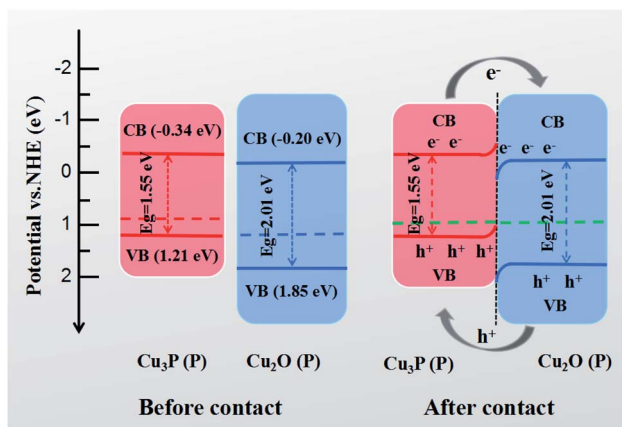 Potential vs.NHE (eV)
-2
-1
0
1
2
CB (-0.34 eV)
Eg=1.55 eV
VB (1.21 eV)
Cu₃P (P)
CB (-0.20 eV)
Eg=2.01 eV
VB (1.85 eV)
Cu₂O (P)
Before contact
e⁻
CB
e⁻ e⁻
Eg=1.55 eV
h⁺ h⁺ h⁺
VB
Cu₃P (P)
CB
e⁻ e⁻ e⁻
Eg=2.01 eV
h⁺ h⁺
VB
h⁺
Cu₂O (P)
After contact